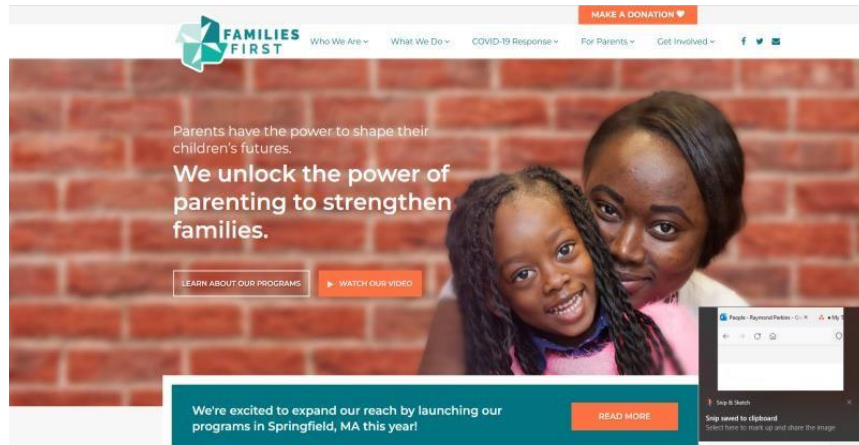 MAKE A DONATION
FAMILIES
FIRST
Who We Are
What We Do
COVID-19 Response
For Parents
Get Involved
Parents have the power to shape their
children's futures.
We unlock the power of
parenting to strengthen
families.
LEARN ABOUT OUR PROGRAMS
WATCH OUR VIDEO
People - Raymond Perkins - 
My
Snip & Sketch
Snip saved to clipboard
Select here to mark up and share the image
We're excited to expand our reach by launching our
programs in Springfield, MA this year!
READ MORE